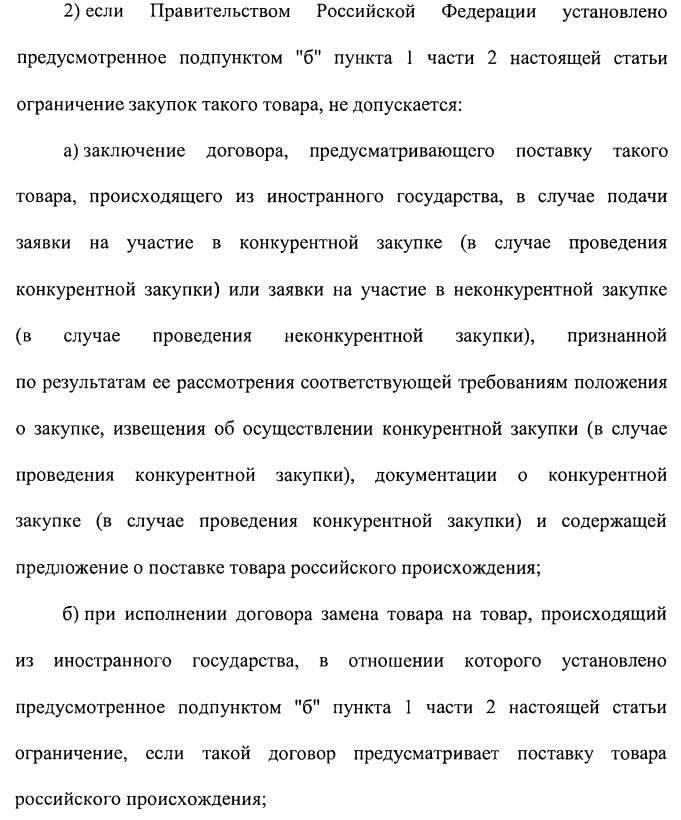 2) если Правительством Российской Федерации установлено
предусмотренное подпунктом "б" пункта 1 части 2 настоящей статьи
ограничение закупок такого товара, не допускается:
а) заключение договора, предусматривающего поставку такого
товара, происходящего из иностранного государства, в случае подачи
заявки на участие в конкурентной закупке (в случае проведения
конкурентной закупки) или заявки на участие в неконкурентной закупке
(в случае проведения неконкурентной закупки), признанной
по результатам ее рассмотрения соответствующей требованиям положения
о закупке, извещения об осуществлении конкурентной закупки (в случае
проведения конкурентной закупки), документации о конкурентной
закупке (в случае проведения конкурентной закупки) и содержащей
предложение о поставке товара российского происхождения;
б) при исполнении договора замена товара на товар, происходящий
из иностранного государства, в отношении которого установлено
предусмотренное подпунктом "б" пункта 1 части 2 настоящей статьи
ограничение, если такой договор предусматривает поставку товара
российского происхождения;